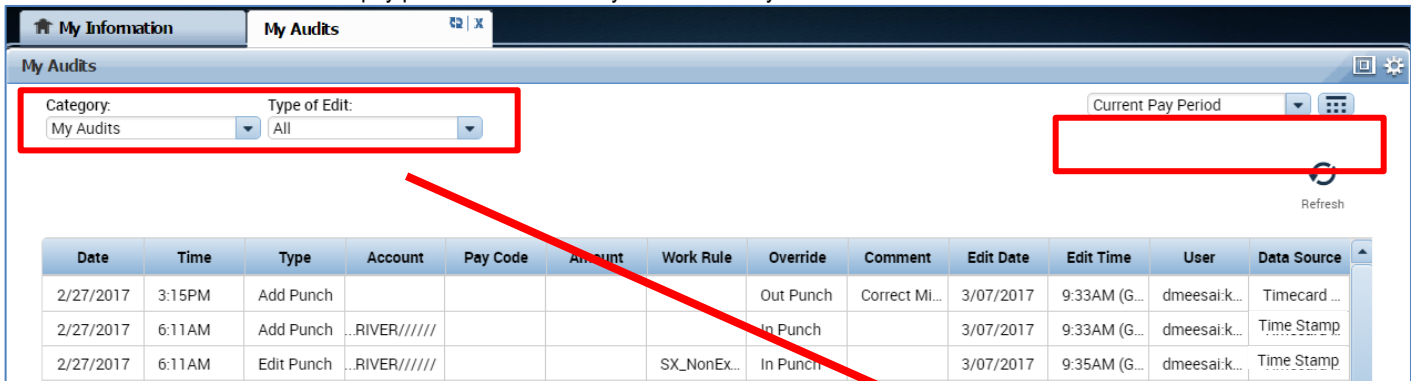 My Information My Audits X
My Audits
Category: Type of Edit: Current Pay Period
My Audits All
Refresh
Date Time Type Account Pay Code Amount Work Rule Override Comment Edit Date Edit Time User Data Source
2/27/2017 3:15PM Add Punch Out Punch Correct Mi... 3/07/2017 9:33AM (G... dmeesai:k... Timecard ...
2/27/2017 6:11AM Add Punch ...RIVER////// In Punch 3/07/2017 9:33AM (G... dmeesai:k... Time Stamp
2/27/2017 6:11AM Edit Punch ...RIVER////// SX_NonEx... In Punch 3/07/2017 9:35AM (G... dmeesai:k... Time Stamp